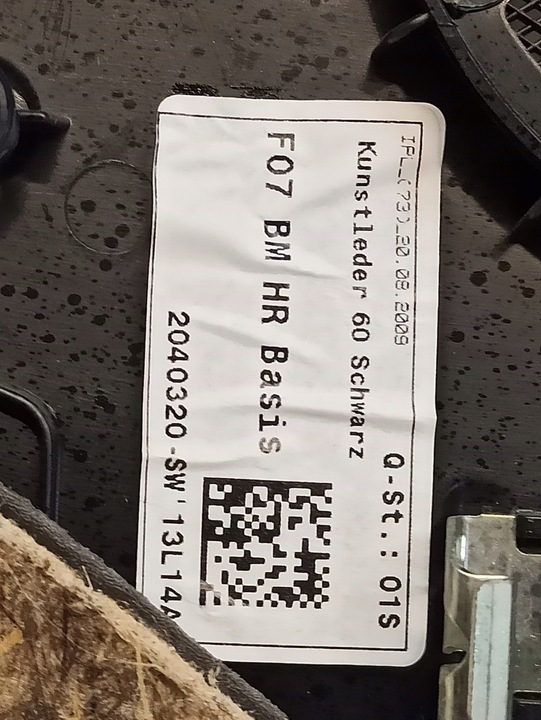 IPL_(73)_20.08.2009
Kunstleder 60 Schwarz
Q-St.: 01S
F07 BM HR Basis
2040320-SW'13L14A